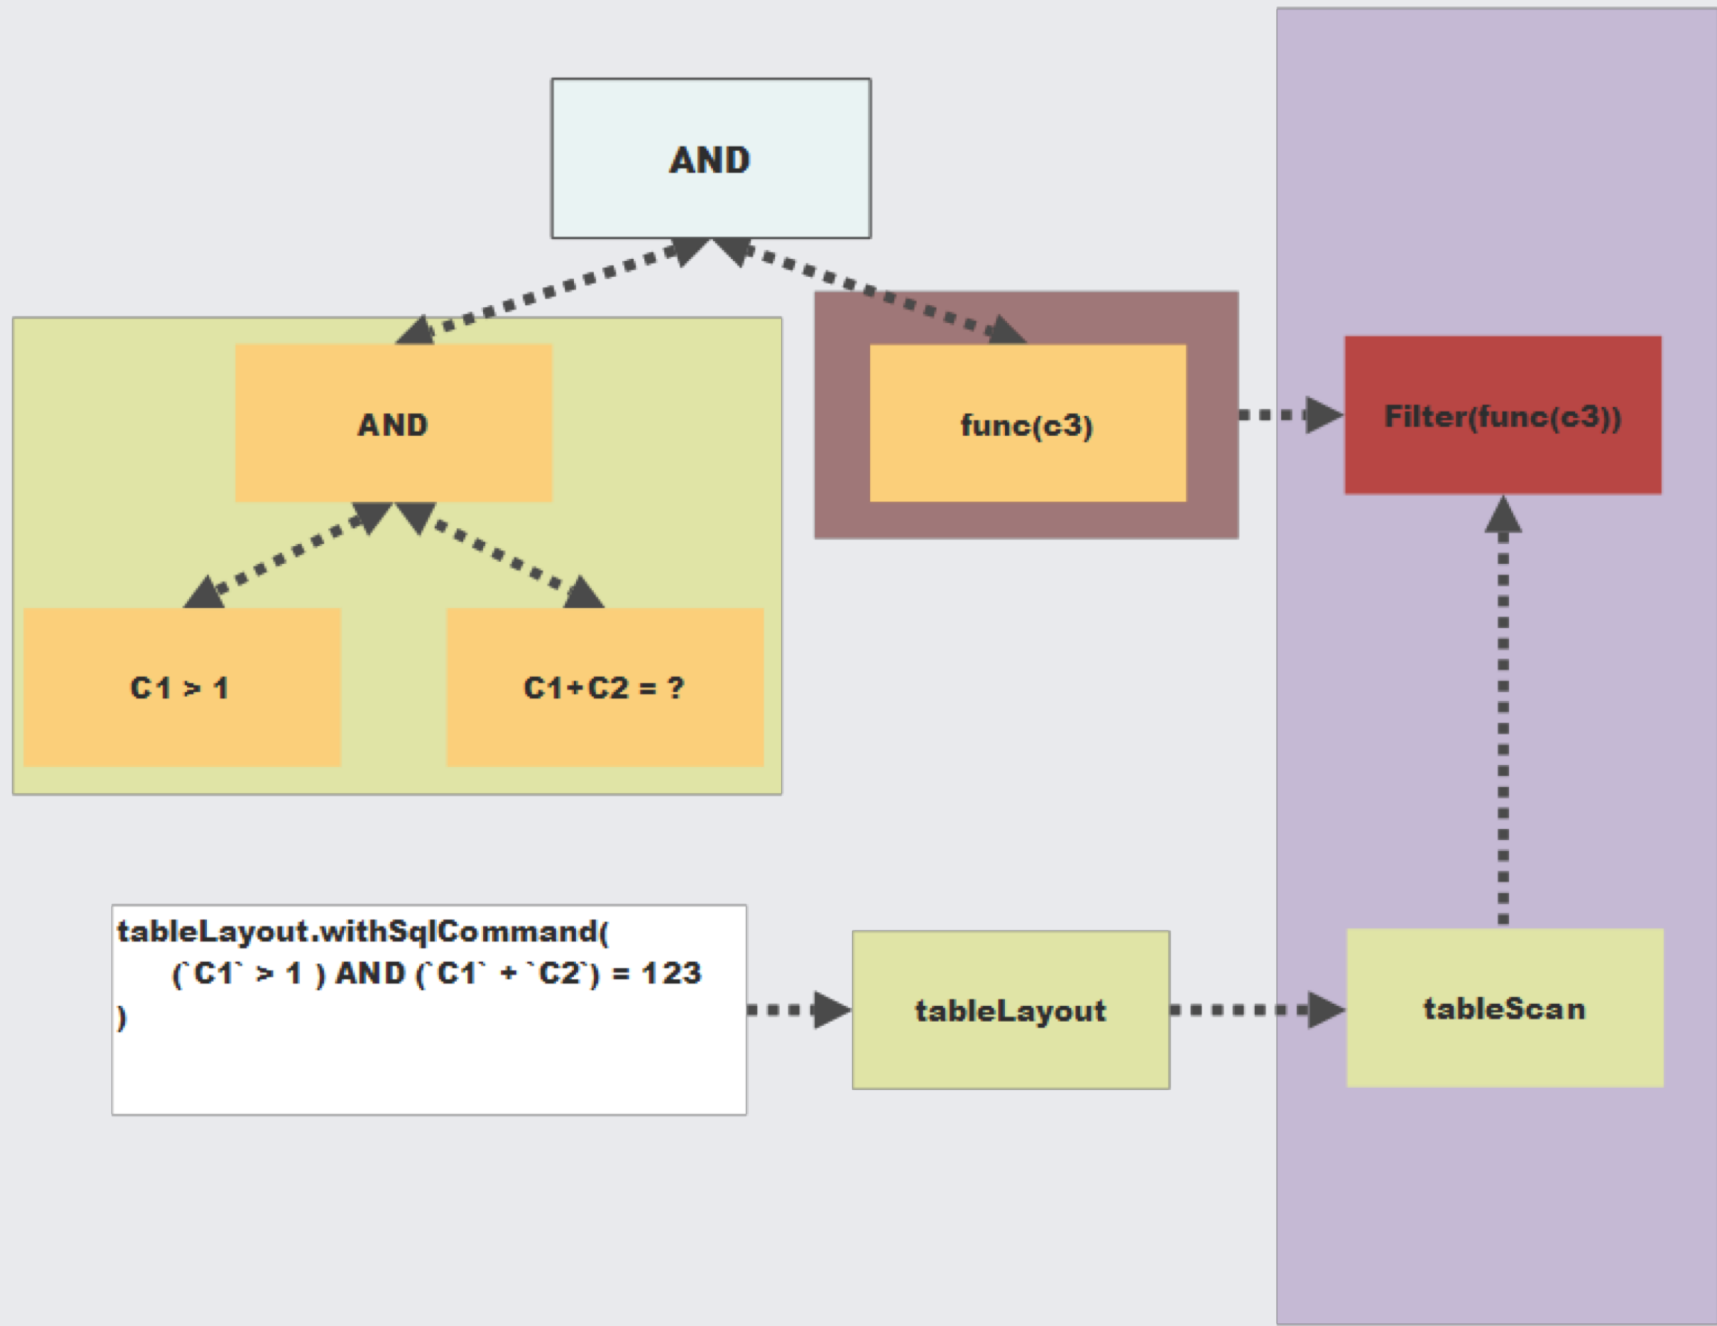 AND
AND
func(c3)
Filter(func(c3))
C1 > 1
C1+C2 = ?
tableLayout.withSqlCommand(
(`C1` > 1 ) AND (`C1` + `C2`) = 123
)
tableLayout
tableScan